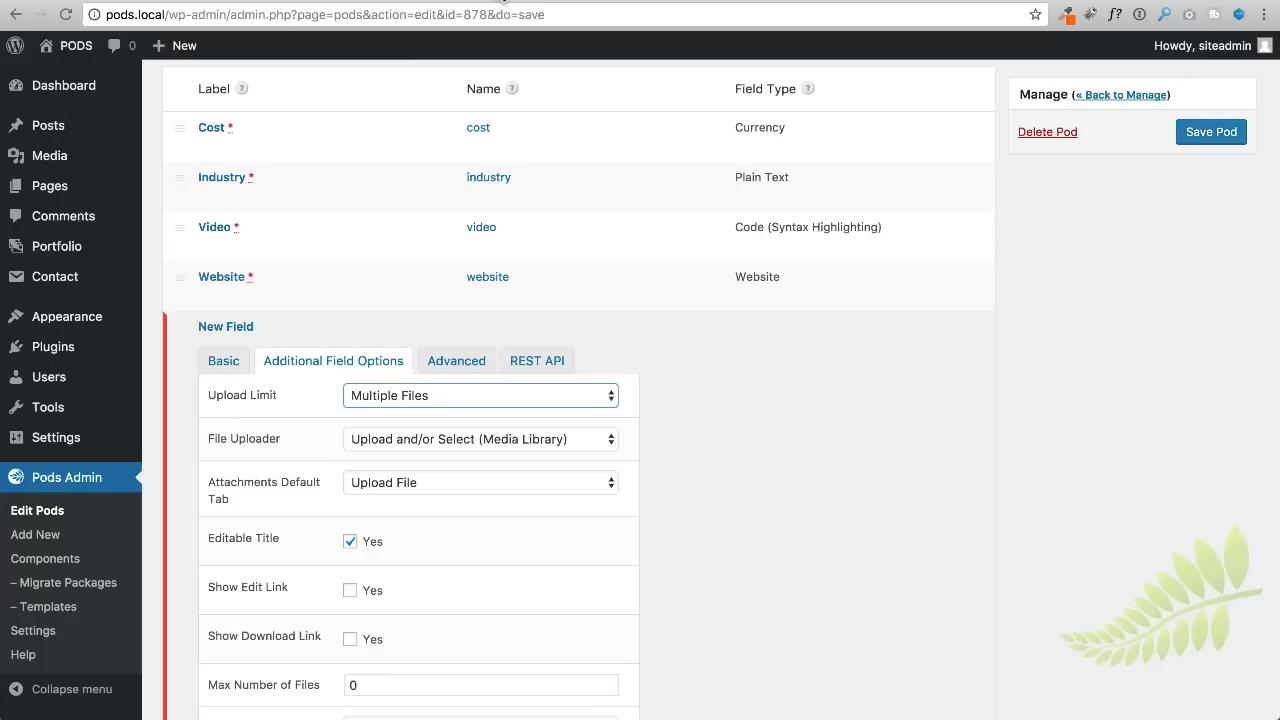 pods.local/wp-admin/admin.php?page=pods&action=edit&id=878&do=save
PODS
0
New
Howdy, siteadmin
Dashboard
Posts
Media
Pages
Comments
Portfolio
Contact
Appearance
Plugins
Users
Tools
Settings
Pods Admin
Edit Pods
Add New
Components
– Migrate Packages
– Templates
Settings
Help
Collapse menu
Label ? Name ? Field Type ?
Cost * cost Currency
Industry * industry Plain Text
Video * video Code (Syntax Highlighting)
Website * website Website
New Field
Basic Additional Field Options Advanced REST API
Upload Limit Multiple Files
File Uploader Upload and/or Select (Media Library)
Attachments Default Upload File
Tab
Editable Title Yes
Show Edit Link Yes
Show Download Link Yes
Max Number of Files 0
Manage (« Back to Manage)
Delete Pod Save Pod